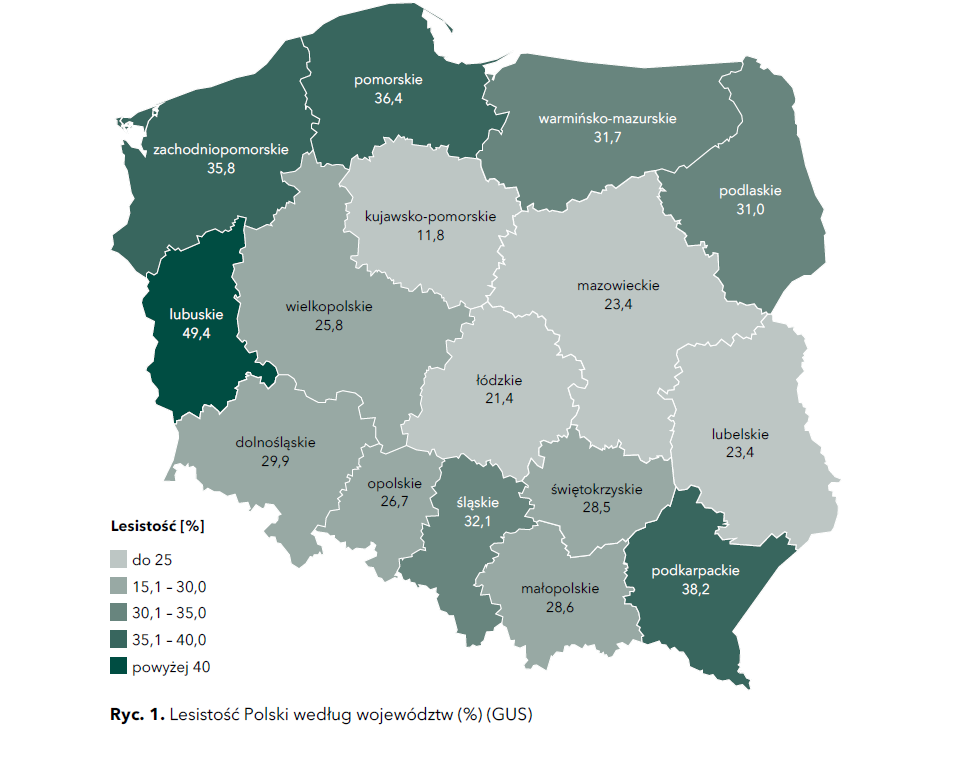 pomorskie
36,4
warmińsko-mazurskie
31,7
zachodniopomorskie
35,8
podlaskie
31,0
kujawsko-pomorskie
11,8
mazowieckie
23,4
wielkopolskie
25,8
lubuskie
49,4
łódzkie
21,4
lubelskie
23,4
dolnośląskie
29,9
opolskie
26,7
śląskie
32,1
świętokrzyskie
28,5
podkarpackie
38,2
małopolskie
28,6
Lesistość [%]
do 25
15,1 – 30,0
30,1 – 35,0
35,1 – 40,0
powyżej 40
Ryc. 1. Lesistość Polski według województw (%) (GUS)